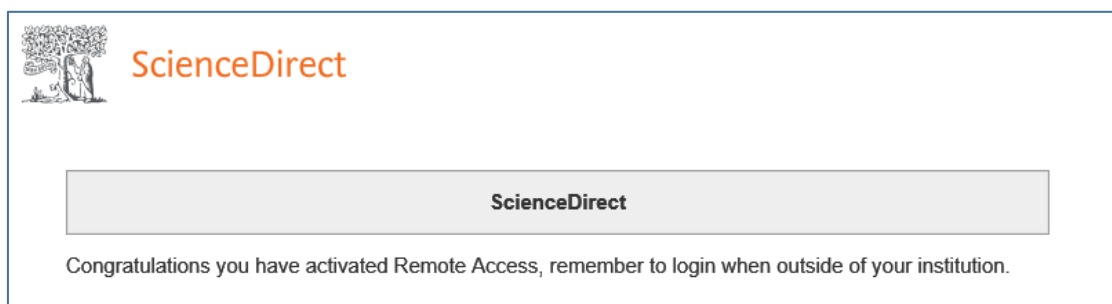 ScienceDirect
ScienceDirect
Congratulations you have activated Remote Access, remember to login when outside of your institution.